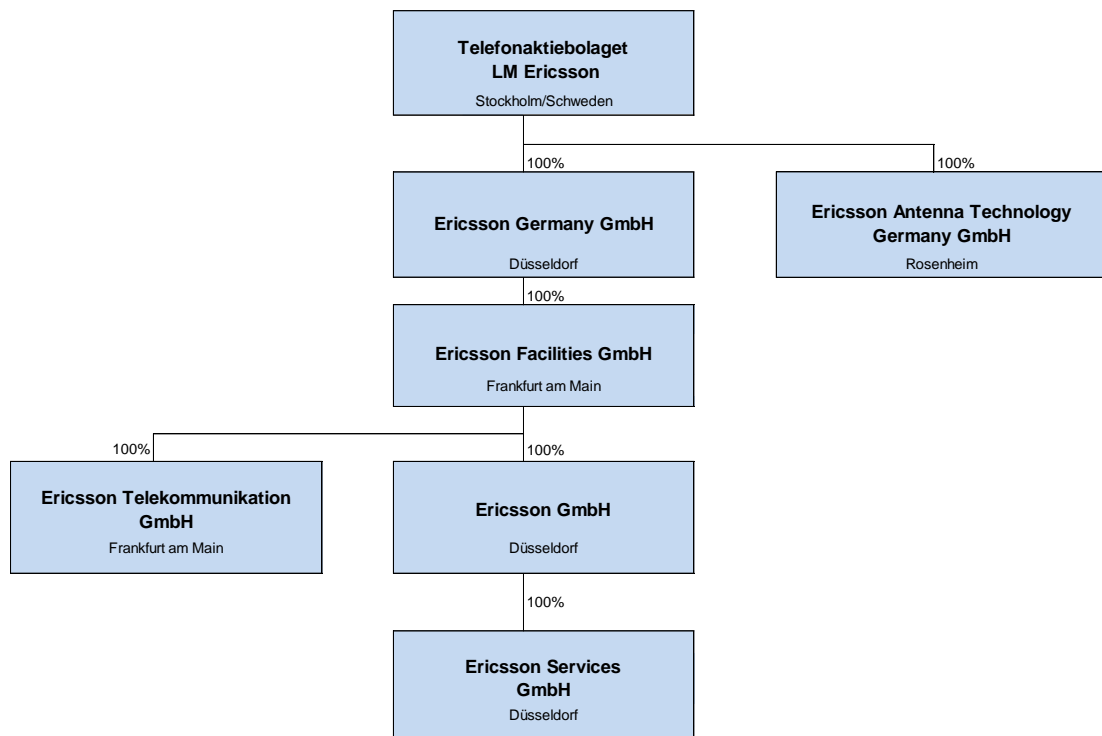 Telefonaktiebolaget
LM Ericsson
Stockholm/Schweden
100%
100%
Ericsson Germany GmbH
Düsseldorf
Ericsson Antenna Technology
Germany GmbH
Rosenheim
100%
Ericsson Facilities GmbH
Frankfurt am Main
100%
100%
Ericsson Telekommunikation
GmbH
Frankfurt am Main
Ericsson GmbH
Düsseldorf
100%
Ericsson Services
GmbH
Düsseldorf